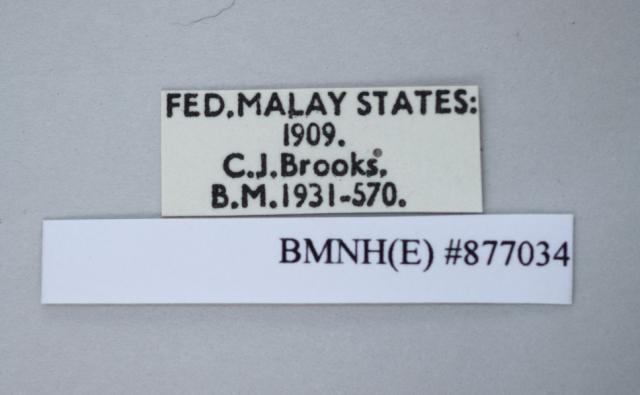 FED.MALAY STATES:
1909.
C.J.Brooks.
B.M.1931-570.
BMNH(E) #877034